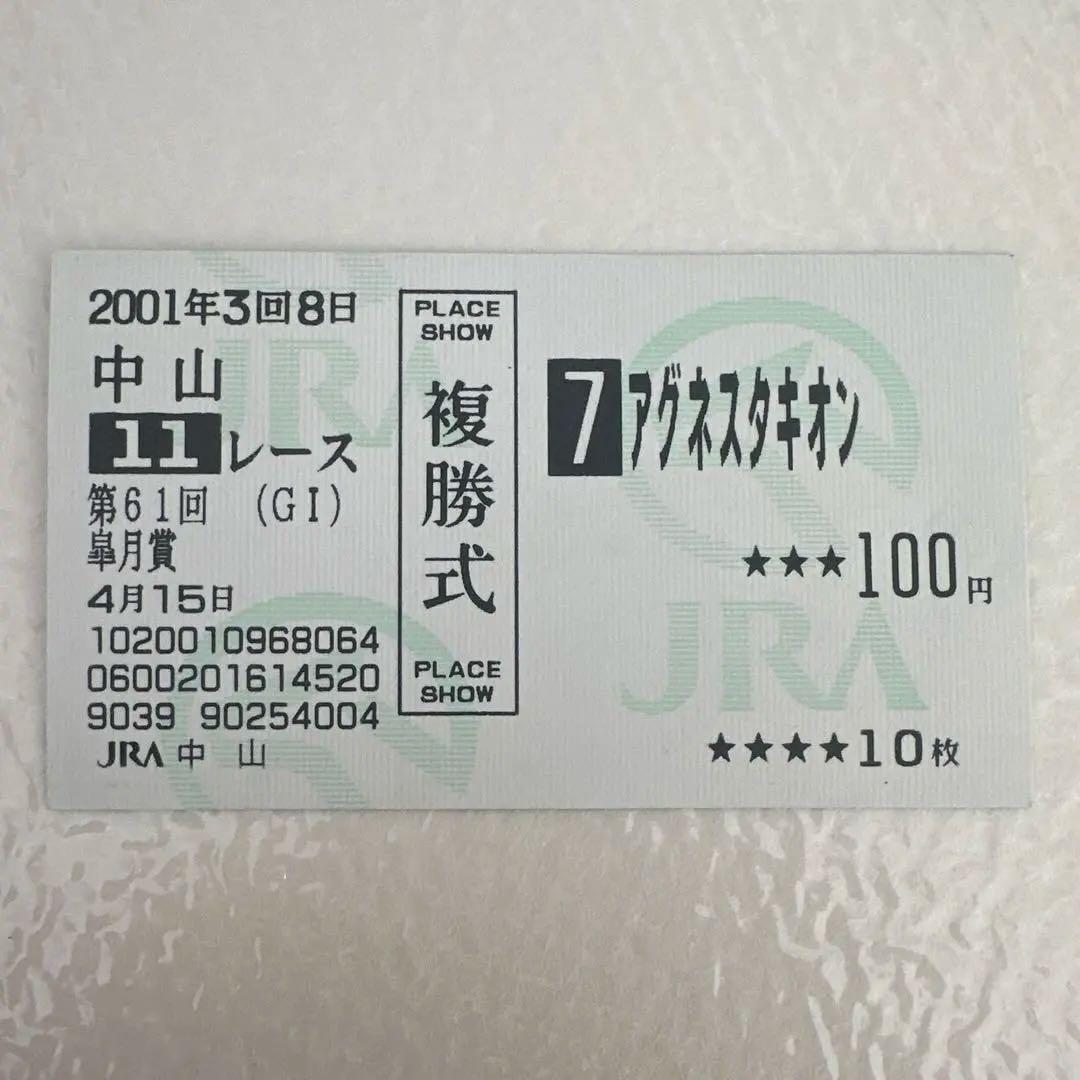 2001年3回8日
中山
11レース
第61回 (GI)
皐月賞
4月15日
1020010968064
0600201614520
9039 90254004
JRA 中山
PLACE
SHOW
複勝式
PLACE
SHOW
7 アグネスタキオン
★★★100円
★★★★10枚
JRA
JRA